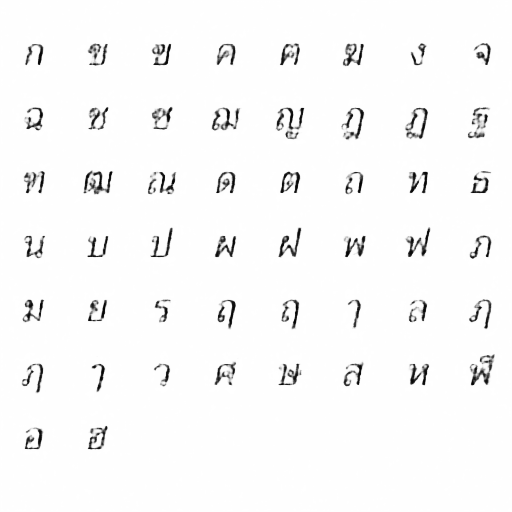 ก ข ฃ ค ฅ ฆ ง จ
ฉ ช ซ ฌ ญ ฎ ฏ ฐ
ฑ ฒ ณ ด ต ถ ท ธ
น บ ป ผ ฝ พ ฟ ภ
ม ย ร ฤ ฤ ๅ ล ฦ
ฦ ๅ ว ศ ษ ส ห ฬ
อ ฮ